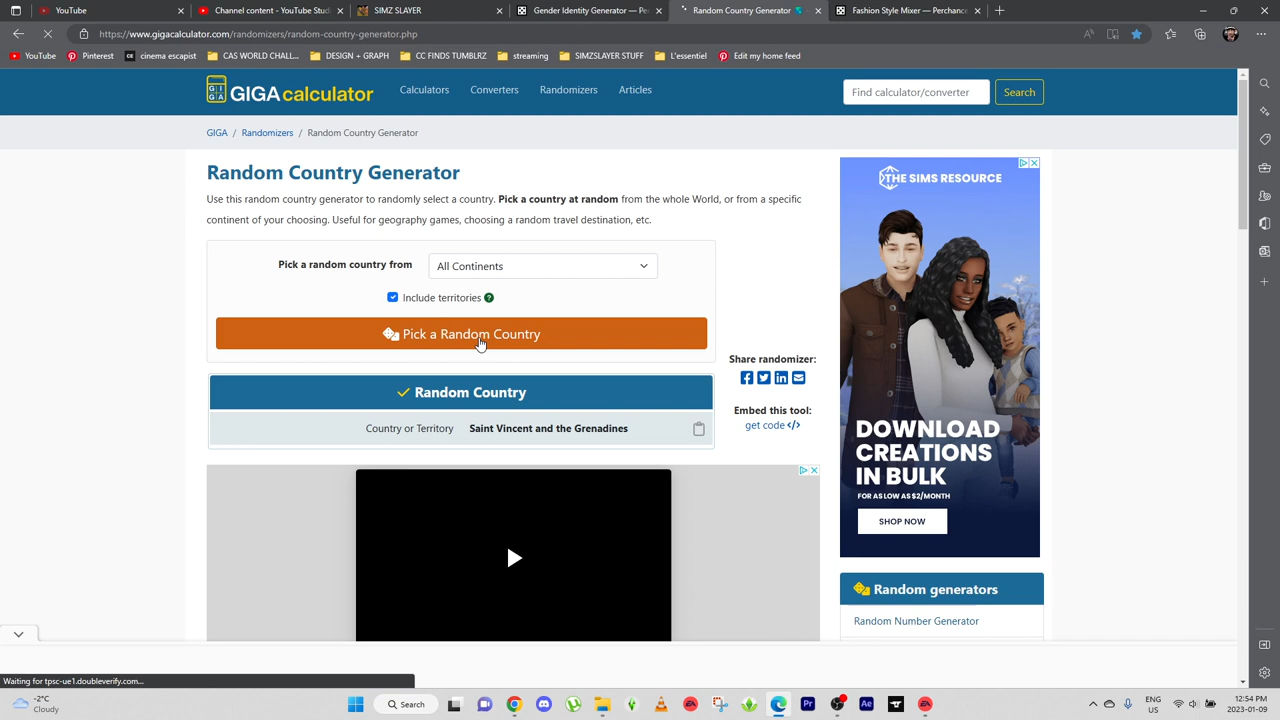 Content - YouTube Stud
YouTube
SIMZ SLAYER
Gender Identity Generator — Per
Random Country Generator
Fashion Style Mixer — Perchance
https://www.gigacalculator.com/randomizers/random-country-generator.php
YouTube
Pinterest
cinema escapist
CAS WORLD CHALL...
DESIGN + GRAPH
CC FINDS TUMBLRZ
streaming
SIMZSLAYER STUFF
L'essentiel
Edit my home feed
GIGAcalculator
Calculators
Converters
Randomizers
Articles
Find calculator/converter
Search
GIGA / Randomizers / Random Country Generator
Random Country Generator
Use this random country generator to randomly select a country. Pick a country at random from the whole World, or from a specific
continent of your choosing. Useful for geography games, choosing a random travel destination, etc.
Pick a random country from
All Continents
Include territories ?
Pick a Random Country
Random Country
Country or Territory Saint Vincent and the Grenadines
Share randomizer:
Embed this tool:
get code </>
THE SIMS RESOURCE
DOWNLOAD
CREATIONS
IN BULK
FOR AS LOW AS $2/MONTH
SHOP NOW
Random generators
Random Number Generator
Waiting for tpsc-ue1.doubleverify.com...
-2°C
Cloudy
Search
ENG
US
12:54 PM
2023-01-09